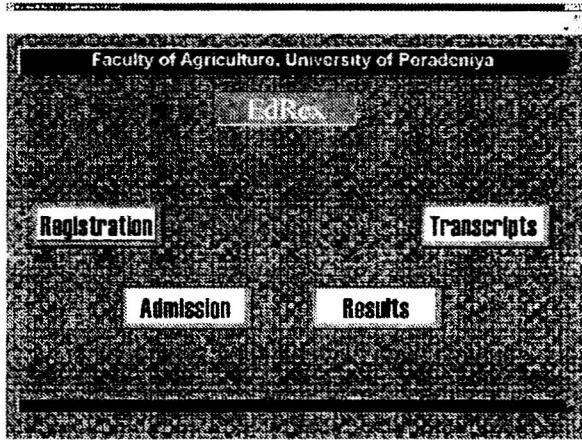 Faculty of Agriculture, University of Peradeniya
EdRex
Registration
Transcripts
Admission
Results